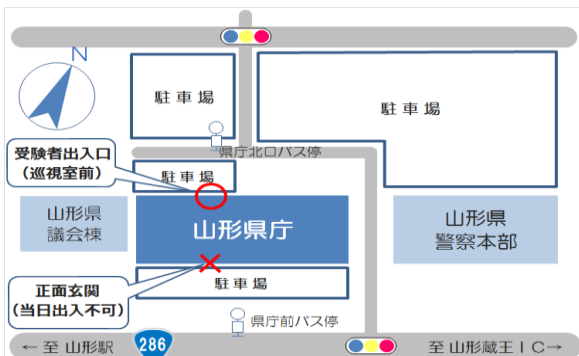 N
駐車場
駐車場
県庁北口バス停
受験者出入口
(巡視室前)
駐車場
山形県
議会棟
山形県庁
山形県
警察本部
正面玄関
(当日出入不可)
駐車場
県庁前バス停
← 至 山形駅
286
至 山形蔵王ＩＣ→